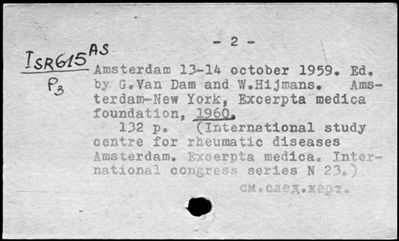 - 2 -
ISR615 AS
P3
Amsterdam 13-14 october 1959. Ed.
by G.Van Dam and W.Hijmans. Ams-
terdam-New York, Excerpta medica
foundation, 1960.
132 p. (International study
centre for rheumatic diseases
Amsterdam. Excerpta medica. Inter-
national congress series N 23.)
см.след.карт.